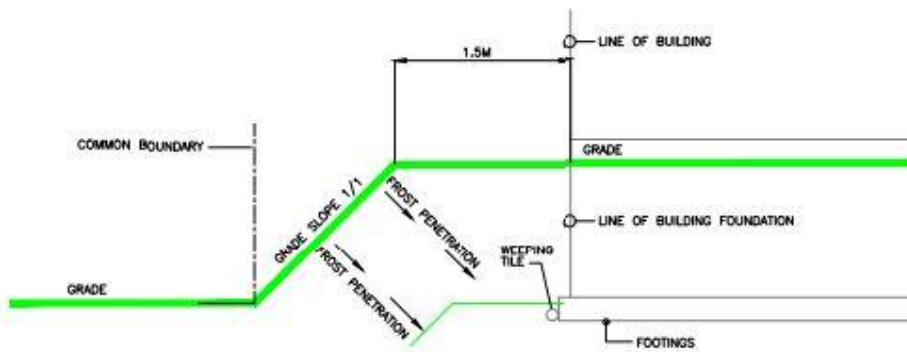 LINE OF BUILDING
1.5M
COMMON BOUNDARY
GRADE
GRADE SLOPE 1/1
FROST PENETRATION
LINE OF BUILDING FOUNDATION
FROST PENETRATION
WEEPING
TILE
GRADE
FOOTINGS